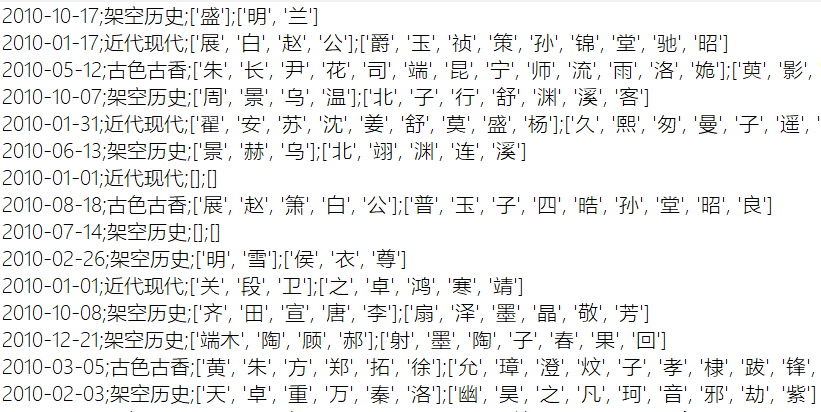 2010-10-17;架空历史;['盛'];['明', '兰']
2010-01-17;近代现代;['展', '白', '赵', '公'];['爵', '玉', '祯', '策', '孙', '锦', '堂', '驰', '昭']
2010-05-12;古色古香;['朱', '长', '尹', '花', '司', '端', '昆', '宁', '师', '流', '雨', '洛', '姽'];['萸', '影',
2010-10-07;架空历史;['周', '景', '乌', '温'];['北', '子', '行', '舒', '渊', '溪', '客']
2010-01-31;近代现代;['翟', '安', '苏', '沈', '姜', '舒', '莫', '盛', '杨'];['久', '熙', '匆', '曼', '子', '遥', '
2010-06-13;架空历史;['景', '赫', '乌'];['北', '翊', '渊', '连', '溪']
2010-01-01;近代现代;[];[]
2010-08-18;古色古香;['展', '赵', '箫', '白', '公'];['普', '玉', '子', '四', '皓', '孙', '堂', '昭', '良']
2010-07-14;架空历史;[];[]
2010-02-26;架空历史;['明', '雪'];['侯', '衣', '尊']
2010-01-01;近代现代;['关', '段', '卫'];['之', '卓', '鸿', '寒', '靖']
2010-10-08;架空历史;['齐', '田', '宣', '唐', '李'];['扇', '泽', '墨', '晶', '敬', '芳']
2010-12-21;架空历史;['端木', '陶', '顾', '郝'];['射', '墨', '陶', '子', '春', '果', '回']
2010-03-05;古色古香;['黄', '朱', '方', '郑', '拓', '徐'];['允', '璋', '澄', '炆', '子', '孝', '棣', '跋', '锋',
2010-02-03;架空历史;['天', '卓', '重', '万', '秦', '洛'];['幽', '昊', '之', '凡', '珂', '音', '邪', '劫', '紫']